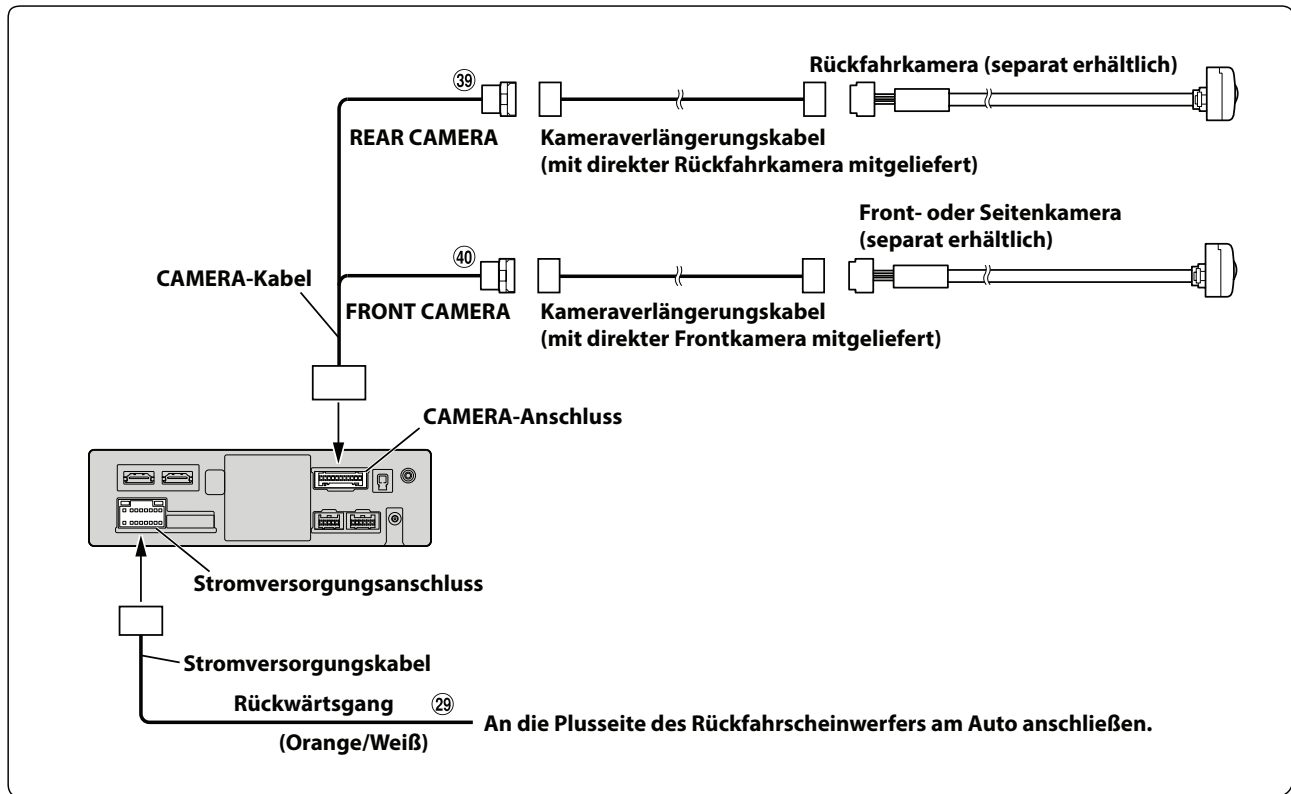 Rückfahrkamera (separat erhältlich)
㊴
REAR CAMERA
Kameraverlängerungskabel
(mit direkter Rückfahrkamera mitgeliefert)
Front- oder Seitenkamera
(separat erhältlich)
㊵
CAMERA-Kabel
FRONT CAMERA
Kameraverlängerungskabel
(mit direkter Frontkamera mitgeliefert)
CAMERA-Anschluss
Stromversorgungsanschluss
Stromversorgungskabel
Rückwärtsgang ㉙
An die Plusseite des Rückfahrscheinwerfers am Auto anschließen.
(Orange/Weiß)